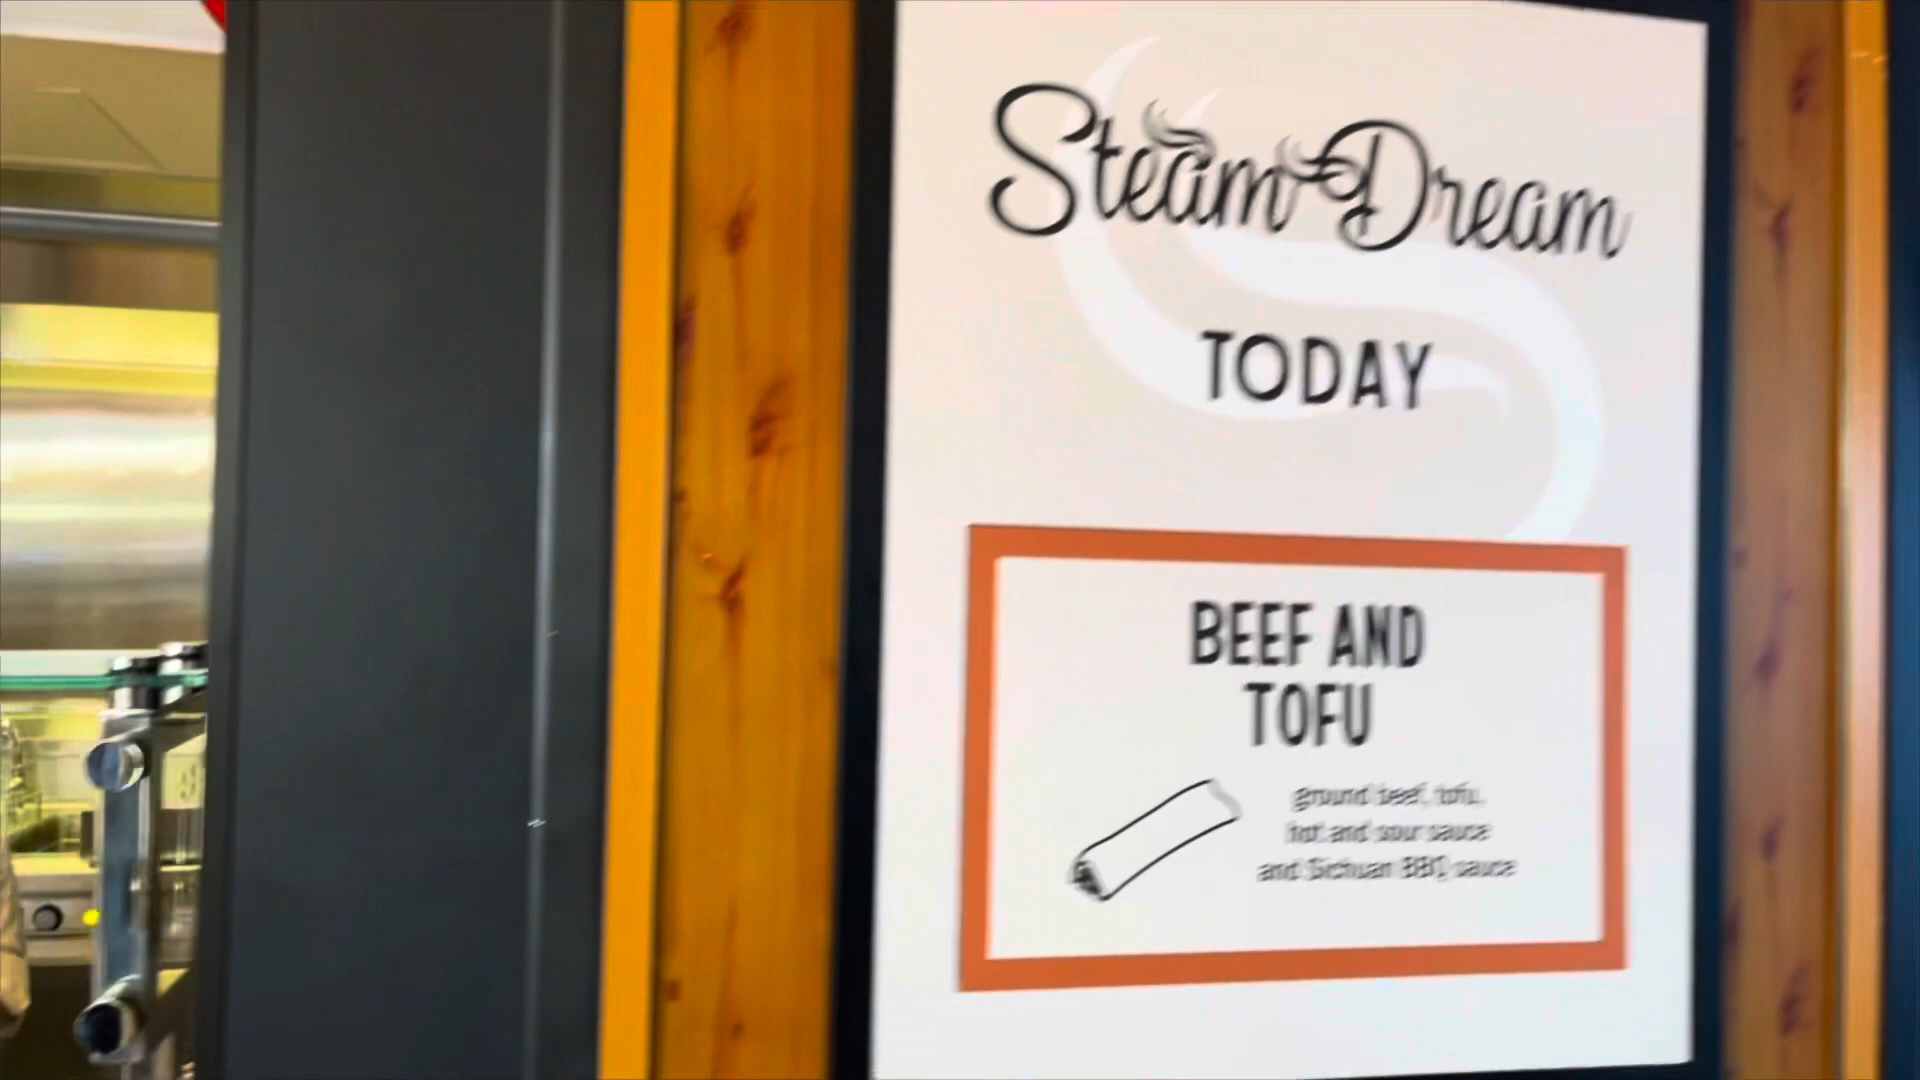 Steam Dream
TODAY
BEEF AND
TOFU
ground beef, tofu,
hot and sour sauce
and Sichuan BBQ sauce